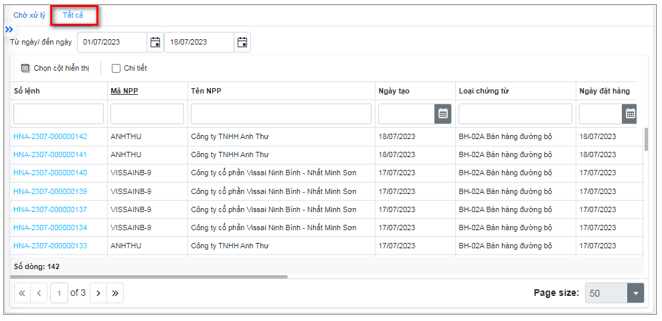 Chờ xử lý Tất cả
Từ ngày/ đến ngày 01/07/2023 18/07/2023
Chọn cột hiển thị Chi tiết
Số lệnh Mã NPP Tên NPP Ngày tạo Loại chứng từ Ngày đặt hàng
HNA-2307-000000142 ANHTHU Công ty TNHH Anh Thư 18/07/2023 BH-02A Bán hàng đường bộ 18/07/2023
HNA-2307-000000141 ANHTHU Công ty TNHH Anh Thư 18/07/2023 BH-02A Bán hàng đường bộ 18/07/2023
HNA-2307-000000140 VISSAINB-9 Công ty cổ phần Vissai Ninh Bình - Nhất Minh Sơn 17/07/2023 BH-02A Bán hàng đường bộ 17/07/2023
HNA-2307-000000139 VISSAINB-9 Công ty cổ phần Vissai Ninh Bình - Nhất Minh Sơn 17/07/2023 BH-02A Bán hàng đường bộ 17/07/2023
HNA-2307-000000137 VISSAINB-9 Công ty cổ phần Vissai Ninh Bình - Nhất Minh Sơn 17/07/2023 BH-02A Bán hàng đường bộ 17/07/2023
HNA-2307-000000134 VISSAINB-9 Công ty cổ phần Vissai Ninh Bình - Nhất Minh Sơn 17/07/2023 BH-02A Bán hàng đường bộ 17/07/2023
HNA-2307-000000133 ANHTHU Công ty TNHH Anh Thư 17/07/2023 BH-02A Bán hàng đường bộ 17/07/2023
Số dòng: 142
1 of 3 Page size: 50